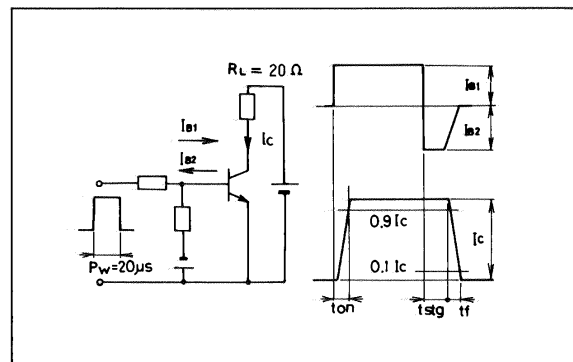 RL = 20 Ω
IB1
IB2
Ic
PW=20μs
IB1
IB2
0.9 Ic
Ic
0.1 Ic
ton
tstg
tf